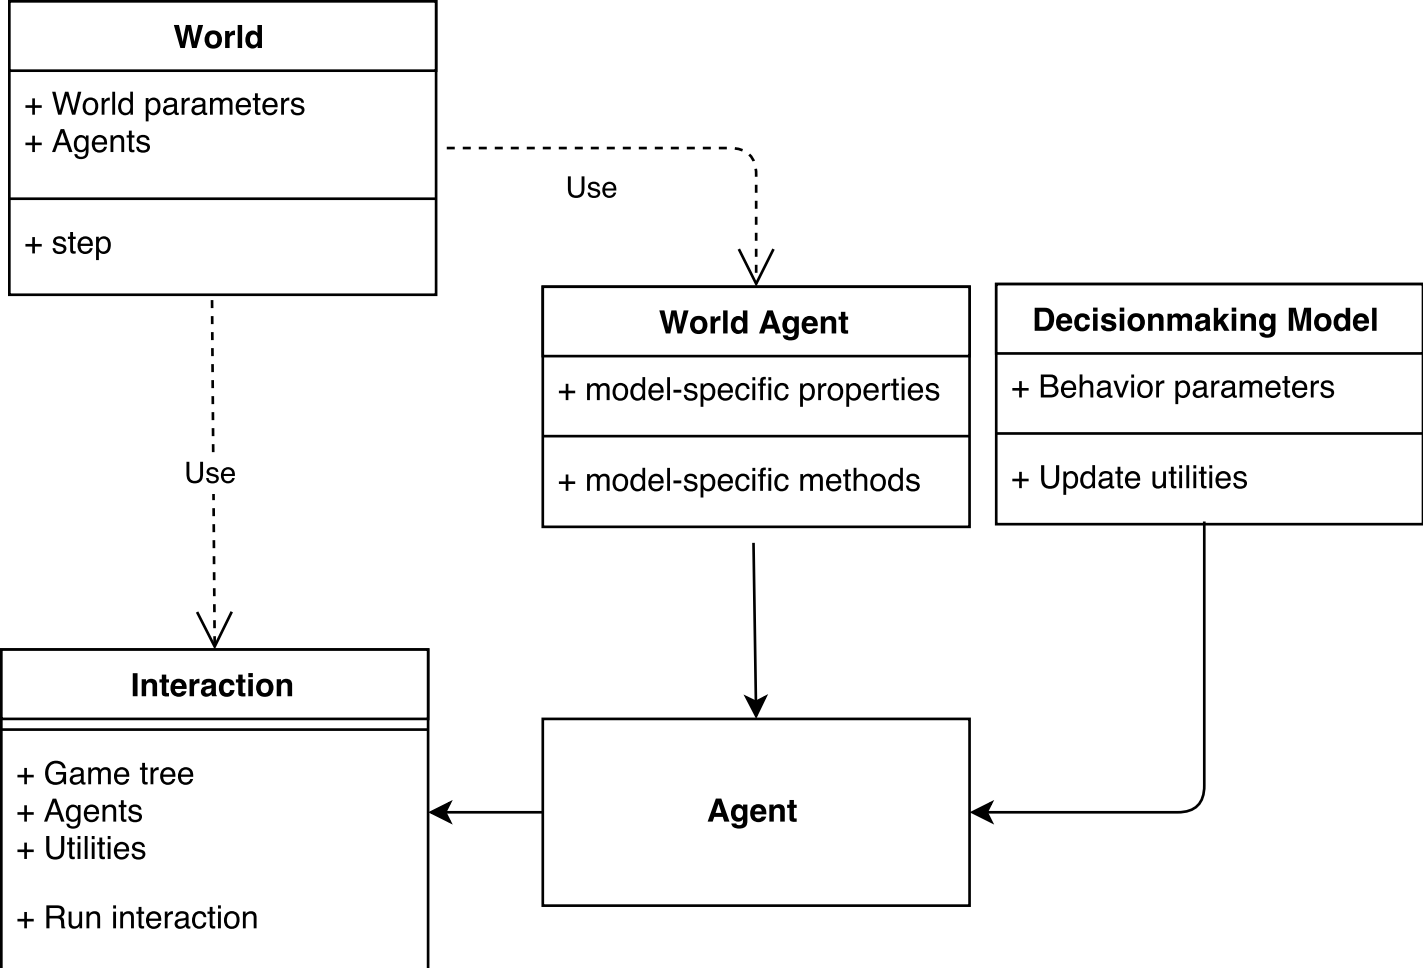 World
+ World parameters
+ Agents
+ step
Use
World Agent
+ model-specific properties
+ model-specific methods
Decisionmaking Model
+ Behavior parameters
+ Update utilities
Use
Interaction
+ Game tree
+ Agents
+ Utilities
+ Run interaction
Agent